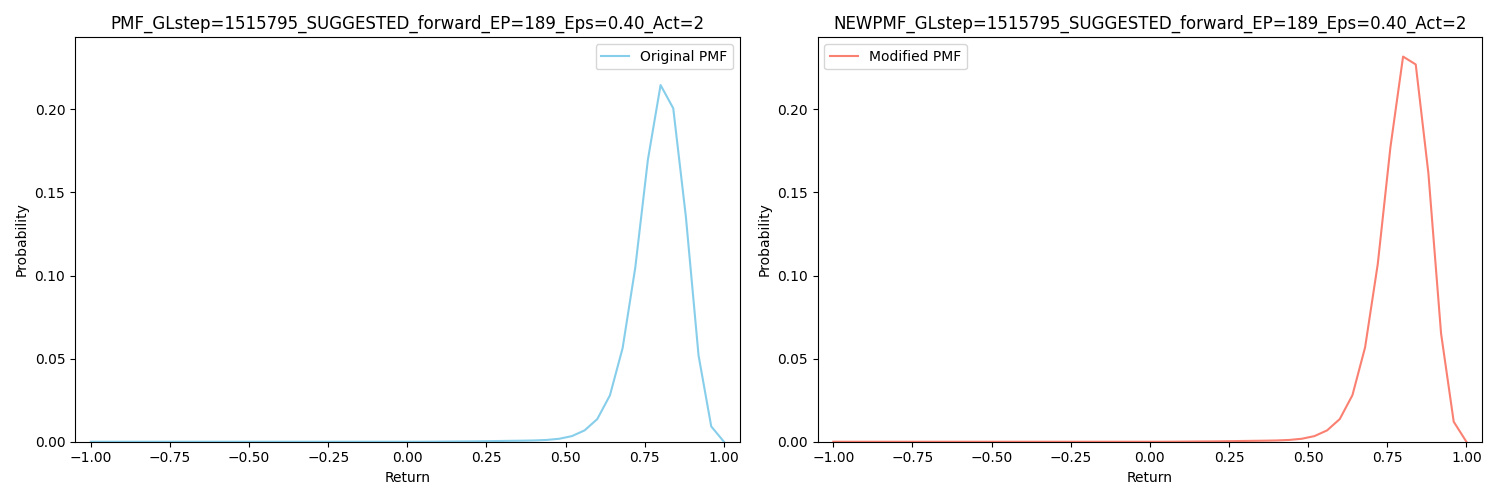 PMF_GLstep=1515795_SUGGESTED_forward_EP=189_Eps=0.40_Act=2
Original PMF
0.20
0.15
0.10
0.05
0.00
Probability
−1.00 −0.75 −0.50 −0.25 0.00 0.25 0.50 0.75 1.00
Return
NEWPMF_GLstep=1515795_SUGGESTED_forward_EP=189_Eps=0.40_Act=2
Modified PMF
0.20
0.15
0.10
0.05
0.00
Probability
−1.00 −0.75 −0.50 −0.25 0.00 0.25 0.50 0.75 1.00
Return